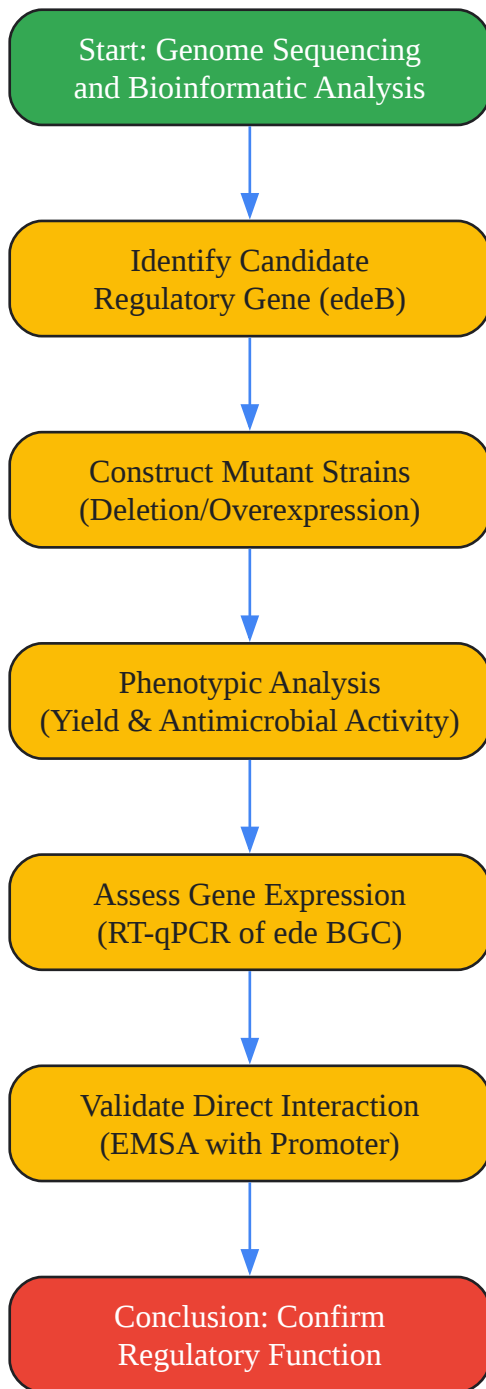 Start: Genome Sequencing
and Bioinformatic Analysis
Identify Candidate
Regulatory Gene (edeB)
Construct Mutant Strains
(Deletion/Overexpression)
Phenotypic Analysis
(Yield & Antimicrobial Activity)
Assess Gene Expression
(RT-qPCR of ede BGC)
Validate Direct Interaction
(EMSA with Promoter)
Conclusion: Confirm
Regulatory Function